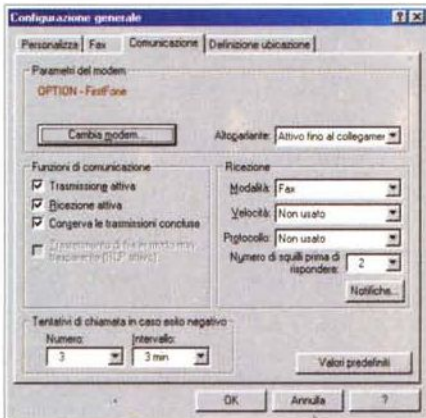 Configurazione generale
Personalizza Fax Comunicazione Definizione ubicazione
Parametri del modem
OPTION - FirstFone
Cambia modem... Altoparlante: Attivo fino al collegamer
Funzioni di comunicazione
Trasmissione attiva
Ricezione attiva
Conserva le trasmissioni concluse
Ricezione
Modalità: Fax
Velocità: Non usato
Protocollo: Non usato
Numero di squilli prima di rispondere: 2
Notifiche...
Tentativi di chiamata in caso esito negativo
Numero: Intervallo:
3 3 min
Valori predefiniti
OK Annulla ?